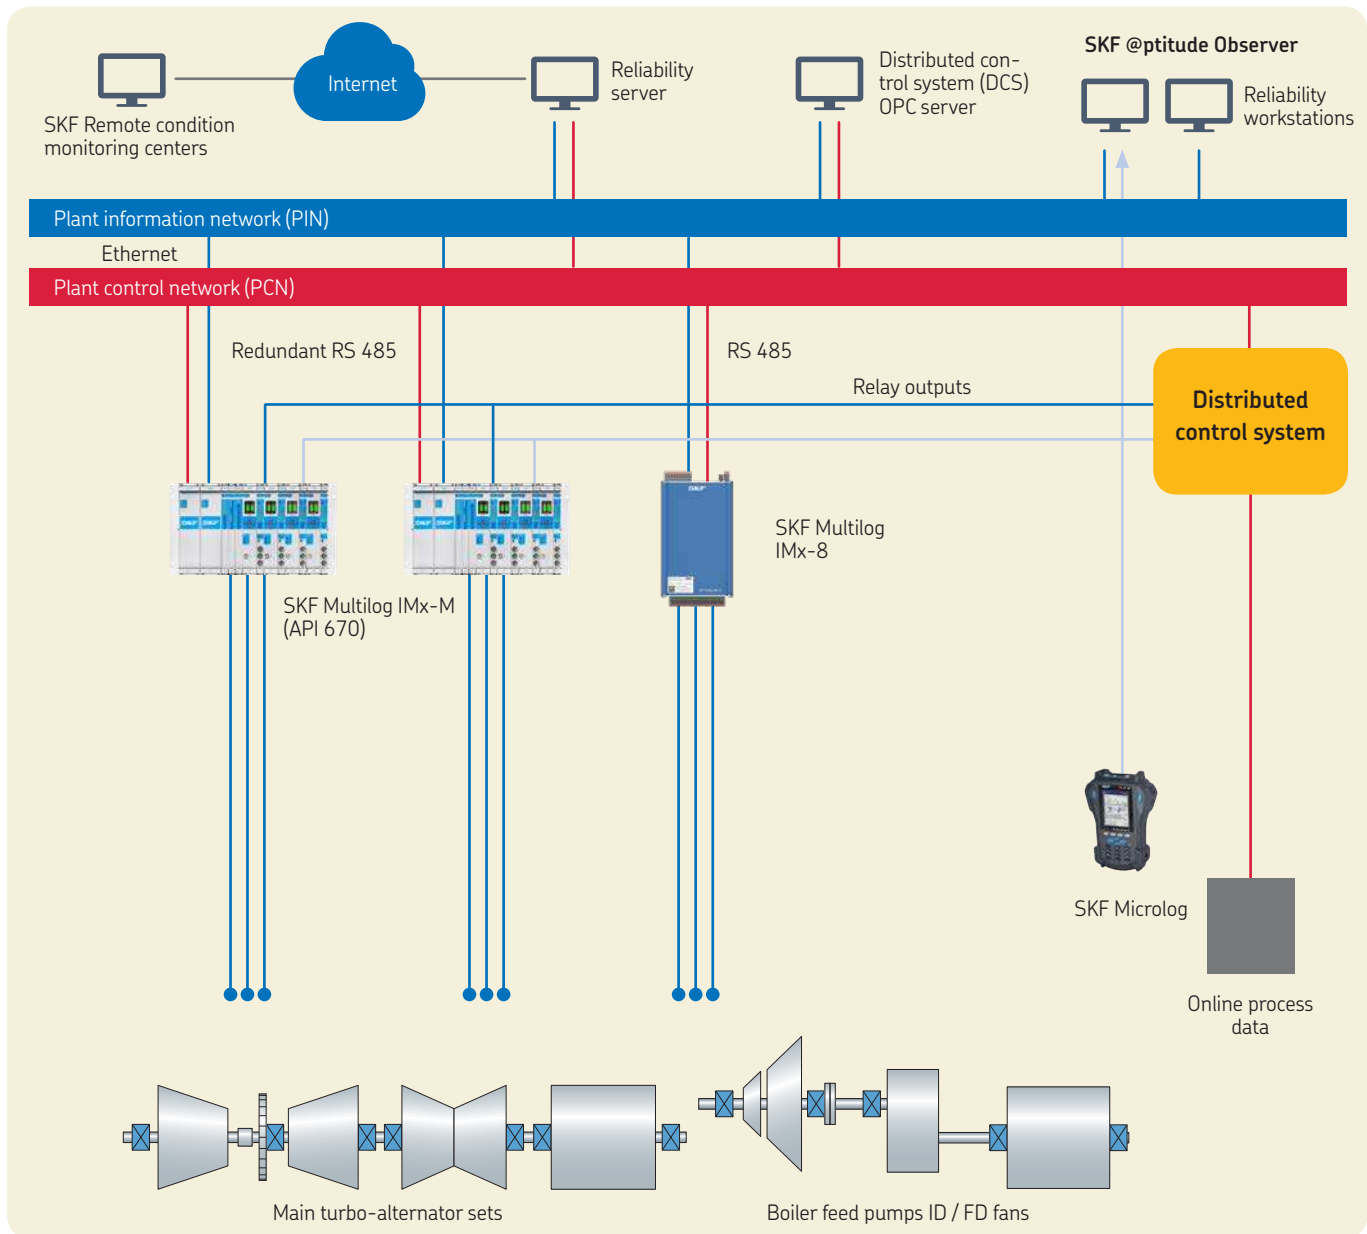 SKF @ptitude Observer
Internet
Reliability
server
Distributed con-
trol system (DCS)
OPC server
Reliability
workstations
SKF Remote condition
monitoring centers
Plant information network (PIN)
Ethernet
Plant control network (PCN)
Redundant RS 485
RS 485
Relay outputs
Distributed
control system
SKF Multilog
IMx-8
SKF Multilog IMx-M
(API 670)
SKF Microlog
Online process
data
Main turbo-alternator sets
Boiler feed pumps ID / FD fans